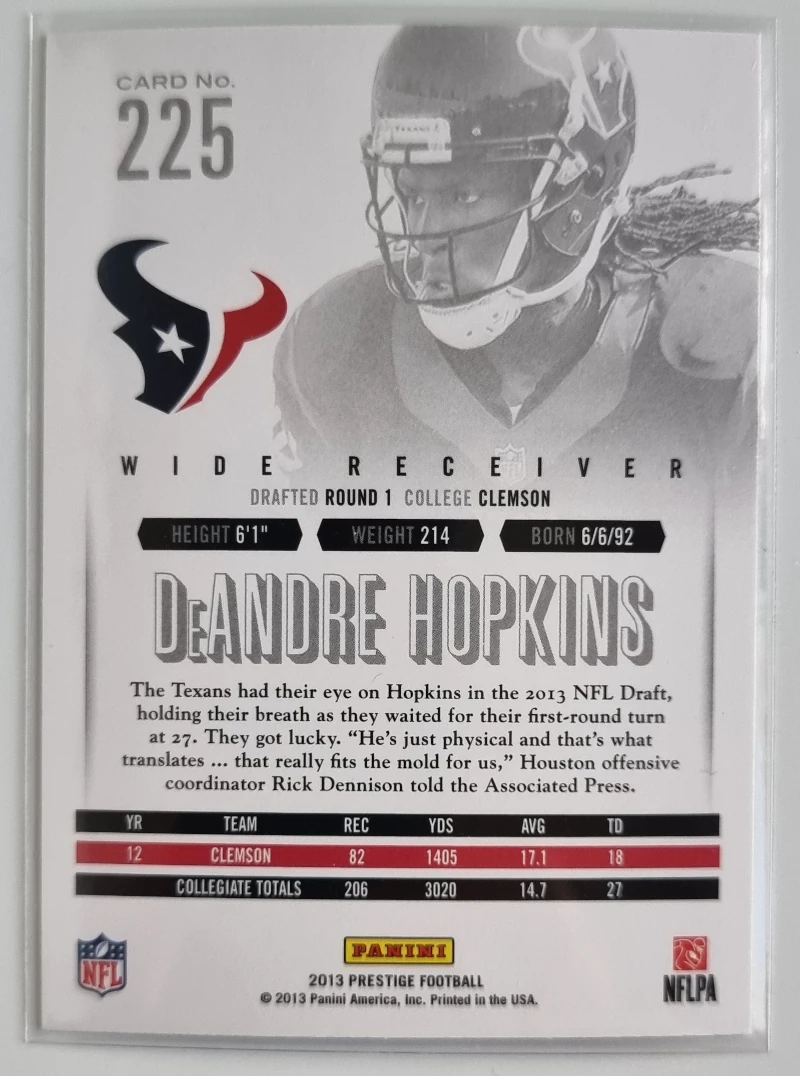 CARD No.
225
TEXANS
WIDE RECEIVER
DRAFTED ROUND 1 COLLEGE CLEMSON
HEIGHT 6'1" WEIGHT 214 BORN 6/6/92
DeANDRE HOPKINS
The Texans had their eye on Hopkins in the 2013 NFL Draft,
holding their breath as they waited for their first-round turn
at 27. They got lucky. “He’s just physical and that’s what
translates ... that really fits the mold for us,” Houston offensive
coordinator Rick Dennison told the Associated Press.
YR TEAM REC YDS AVG TD
12 CLEMSON 82 1405 17.1 18
COLLEGIATE TOTALS 206 3020 14.7 27
NFL
PANINI
NFLPA
2013 PRESTIGE FOOTBALL
© 2013 Panini America, Inc. Printed in the USA.